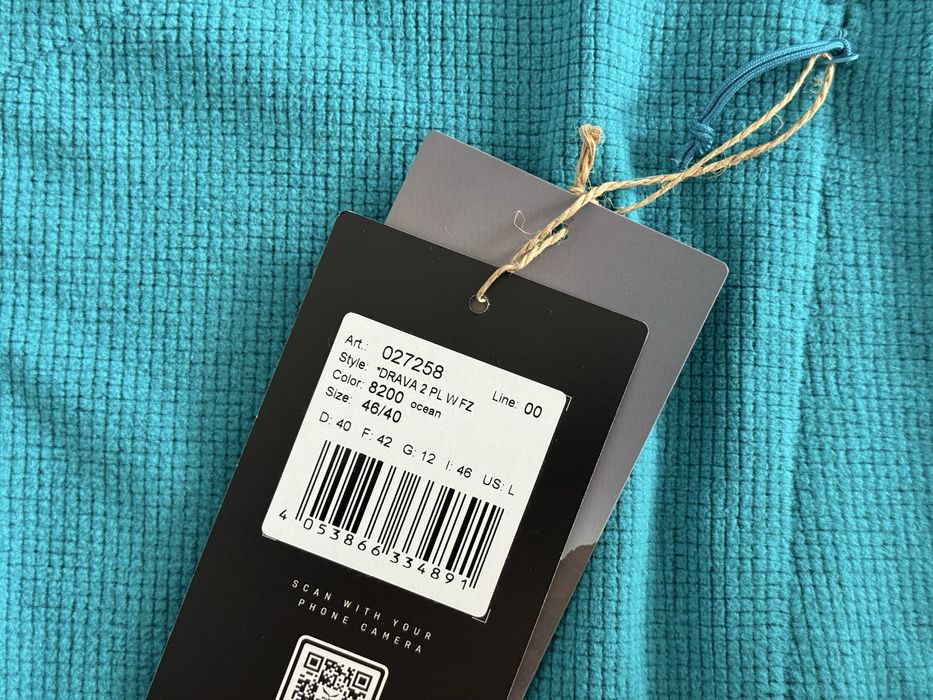 Art.: 027258
Style: *DRAVA 2 PL W FZ Line: 00
Color: 8200 ocean
Size: 46/40
D: 40 F: 42 G: 12 I: 46 US: L
4 053866 334891
SCAN WITH YOUR
PHONE CAMERA